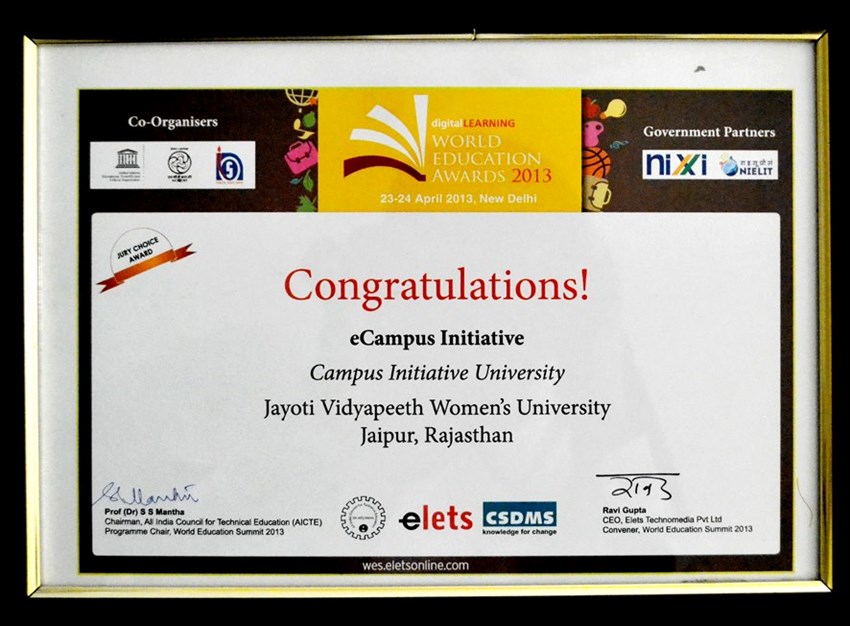 Co-Organisers
digitalLEARNING
WORLD
EDUCATION
AWARDS 2013
23-24 April 2013, New Delhi
Government Partners
nixi
NIELIT
JURY CHOICE
AWARD
Congratulations!
eCampus Initiative
Campus Initiative University
Jayoti Vidyapeeth Women's University
Jaipur, Rajasthan
Prof (Dr) S S Mantha
Chairman, All India Council for Technical Education (AICTE)
Programme Chair, World Education Summit 2013
elets
CSDMS
knowledge for change
Ravi Gupta
CEO, Elets Technomedia Pvt Ltd
Convener, World Education Summit 2013
wes.eletsonline.com